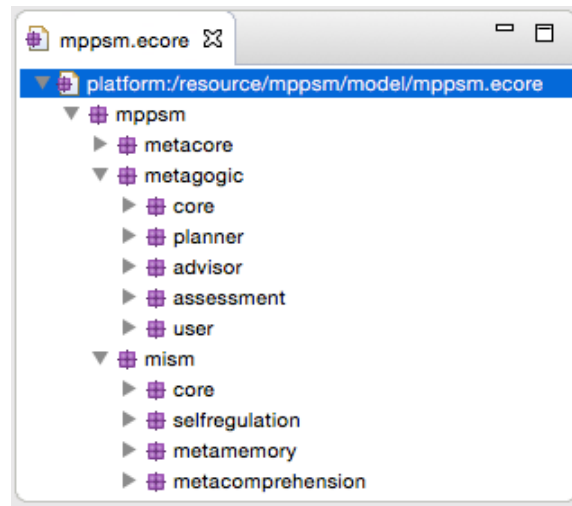 mppsm.ecore
platform:/resource/mppsm/model/mppsm.ecore
mppsm
metacore
metagogic
core
planner
advisor
assessment
user
mism
core
selfregulation
metamemory
metacomprehension